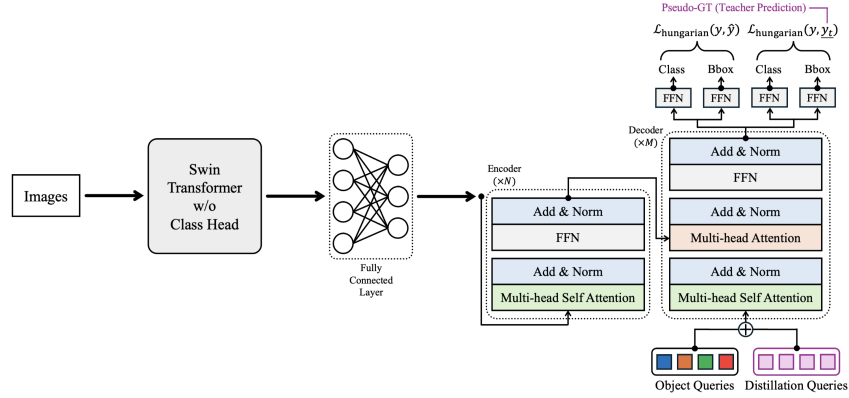 Pseudo-GT (Teacher Prediction)
ℒhungarian(y, ŷ) ℒhungarian(y, y_t)
Class Bbox Class Bbox
FFN FFN FFN FFN
Decoder
(×M)
Add & Norm
FFN
Add & Norm
Multi-head Attention
Add & Norm
Multi-head Self Attention
Object Queries
Distillation Queries
Encoder
(×N)
Add & Norm
FFN
Add & Norm
Multi-head Self Attention
Images
Swin
Transformer
w/o
Class Head
Fully
Connected
Layer